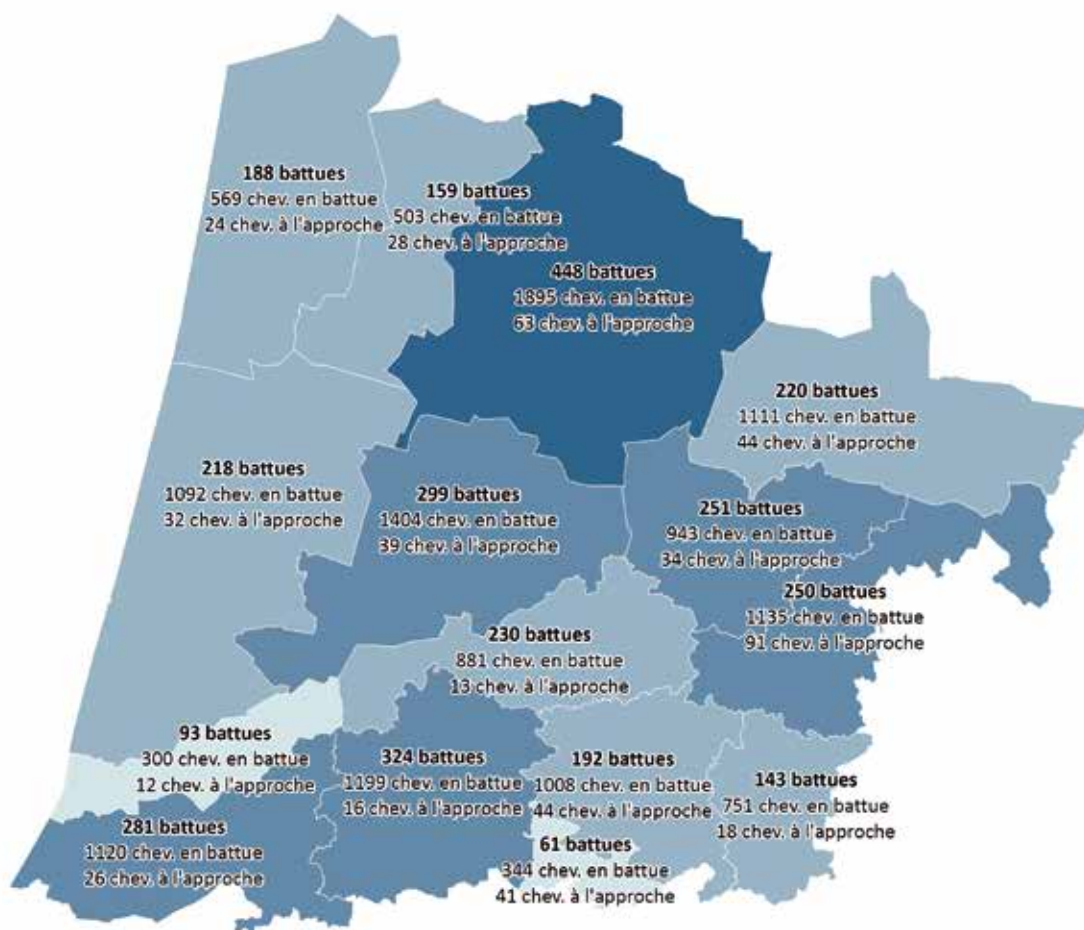 188 battues
569 chev. en battue
24 chev. à l'approche
159 battues
503 chev. en battue
28 chev. à l'approche
448 battues
1895 chev. en battue
63 chev. à l'approche
220 battues
1111 chev. en battue
44 chev. à l'approche
218 battues
1092 chev. en battue
32 chev. à l'approche
299 battues
1404 chev. en battue
39 chev. à l'approche
251 battues
943 chev. en battue
34 chev. à l'approche
250 battues
1135 chev. en battue
91 chev. à l'approche
230 battues
881 chev. en battue
13 chev. à l'approche
93 battues
300 chev. en battue
12 chev. à l'approche
324 battues
1199 chev. en battue
16 chev. à l'approche
192 battues
1008 chev. en battue
44 chev. à l'approche
143 battues
751 chev. en battue
18 chev. à l'approche
281 battues
1120 chev. en battue
26 chev. à l'approche
61 battues
344 chev. en battue
41 chev. à l'approche